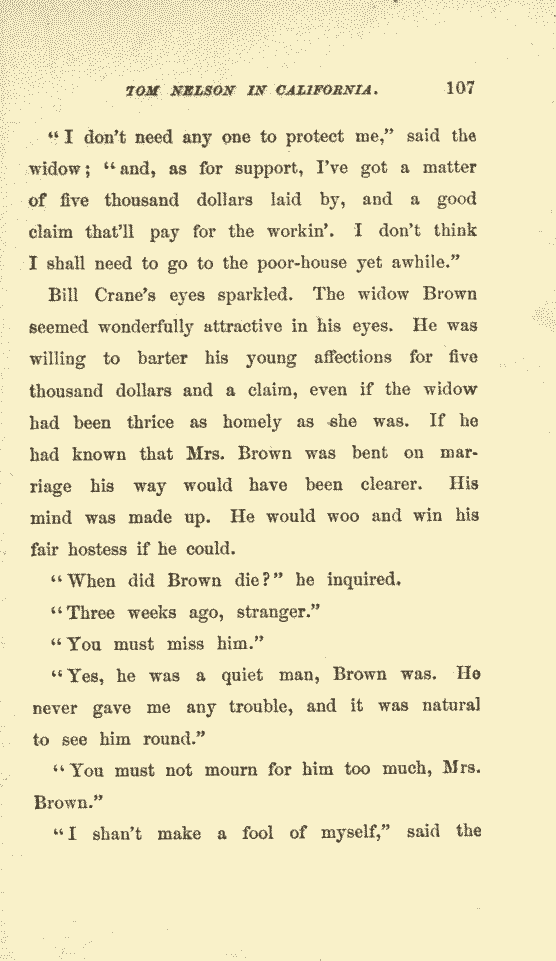 TOM NELSON IN CALIFORNIA. 107
“I don't need any one to protect me,” said the
widow; “and, as for support, I've got a matter
of five thousand dollars laid by, and a good
claim that'll pay for the workin'. I don't think
I shall need to go to the poor-house yet awhile.”
Bill Crane's eyes sparkled. The widow Brown
seemed wonderfully attractive in his eyes. He was
willing to barter his young affections for five
thousand dollars and a claim, even if the widow
had been thrice as homely as she was. If he
had known that Mrs. Brown was bent on mar-
riage his way would have been clearer. His
mind was made up. He would woo and win his
fair hostess if he could.
“When did Brown die?” he inquired.
“Three weeks ago, stranger.”
“You must miss him.”
“Yes, he was a quiet man, Brown was. He
never gave me any trouble, and it was natural
to see him round.”
“You must not mourn for him too much, Mrs.
Brown.”
“I shan't make a fool of myself,” said the